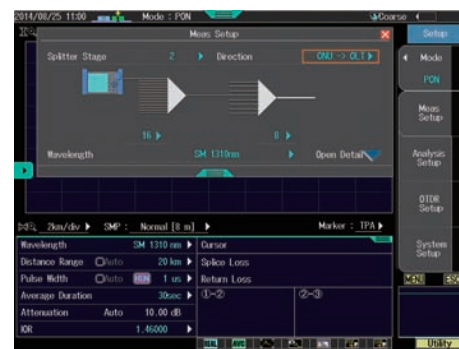 2014/08/25 11:00 Mode : PON Coarse
Meas Setup
Setup
Splitter Stage 2 Direction ONU -> OLT
Mode
PON
Meas
Setup
16 8
Wavelength SM 1310nm Open Detail
Analysis
Setup
OTDR
Setup
2km/div SMP : Normal [8 m] Marker : TPA
System
Setup
Wavelength SM 1310 nm Cursor
Distance Range Auto 20 km Splice Loss
Pulse Width Auto 1 us Return Loss
MENU ESC
Average Duration 30sec ①-② ②-③
Attenuation Auto 10.00 dB
IOR 1.46000
REAL AVG
Utility